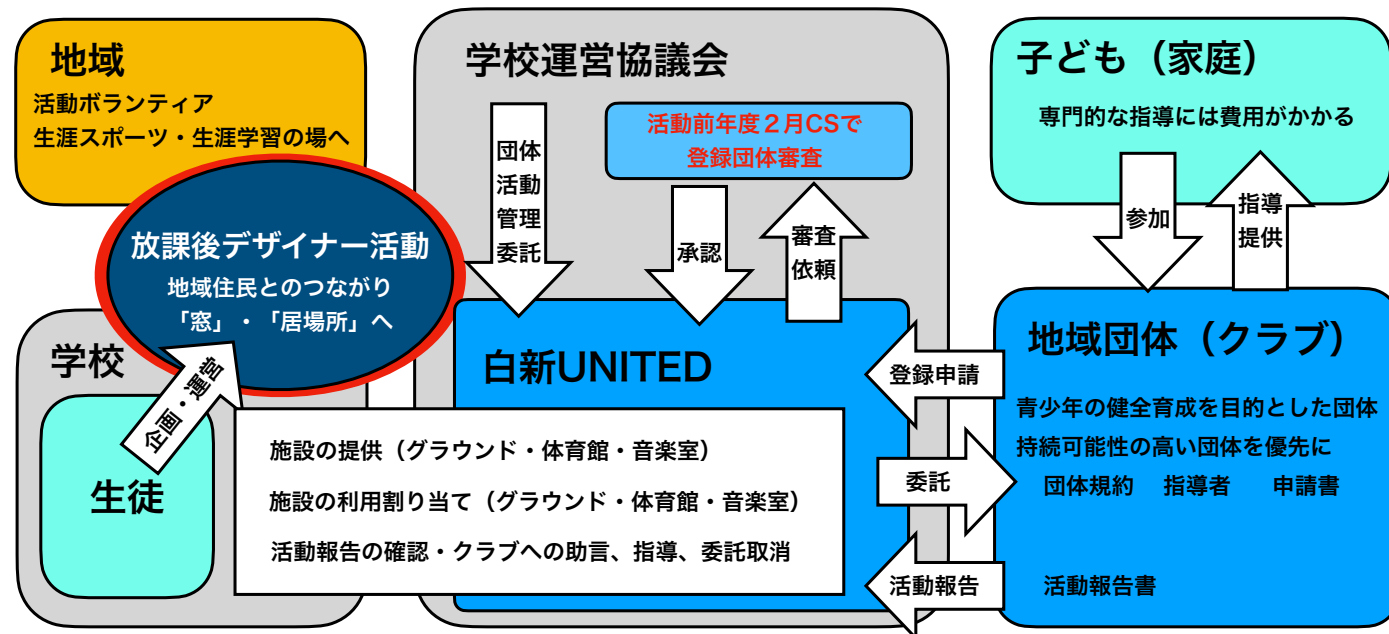 地域
活動ボランティア
生涯スポーツ・生涯学習の場へ
放課後デザイナー活動
地域住民とのつながり
「窓」・「居場所」へ
学校
企画・運営
生徒
学校運営協議会
団体
活動
管理
委託
活動前年度２月CSで
登録団体審査
承認
審査
依頼
白新UNITED
施設の提供（グラウンド・体育館・音楽室）
施設の利用割り当て（グラウンド・体育館・音楽室）
活動報告の確認・クラブへの助言、指導、委託取消
登録申請
委託
活動報告
子ども（家庭）
専門的な指導には費用がかかる
参加
指導
提供
地域団体（クラブ）
青少年の健全育成を目的とした団体
持続可能性の高い団体を優先に
団体規約　指導者　　申請書
活動報告書